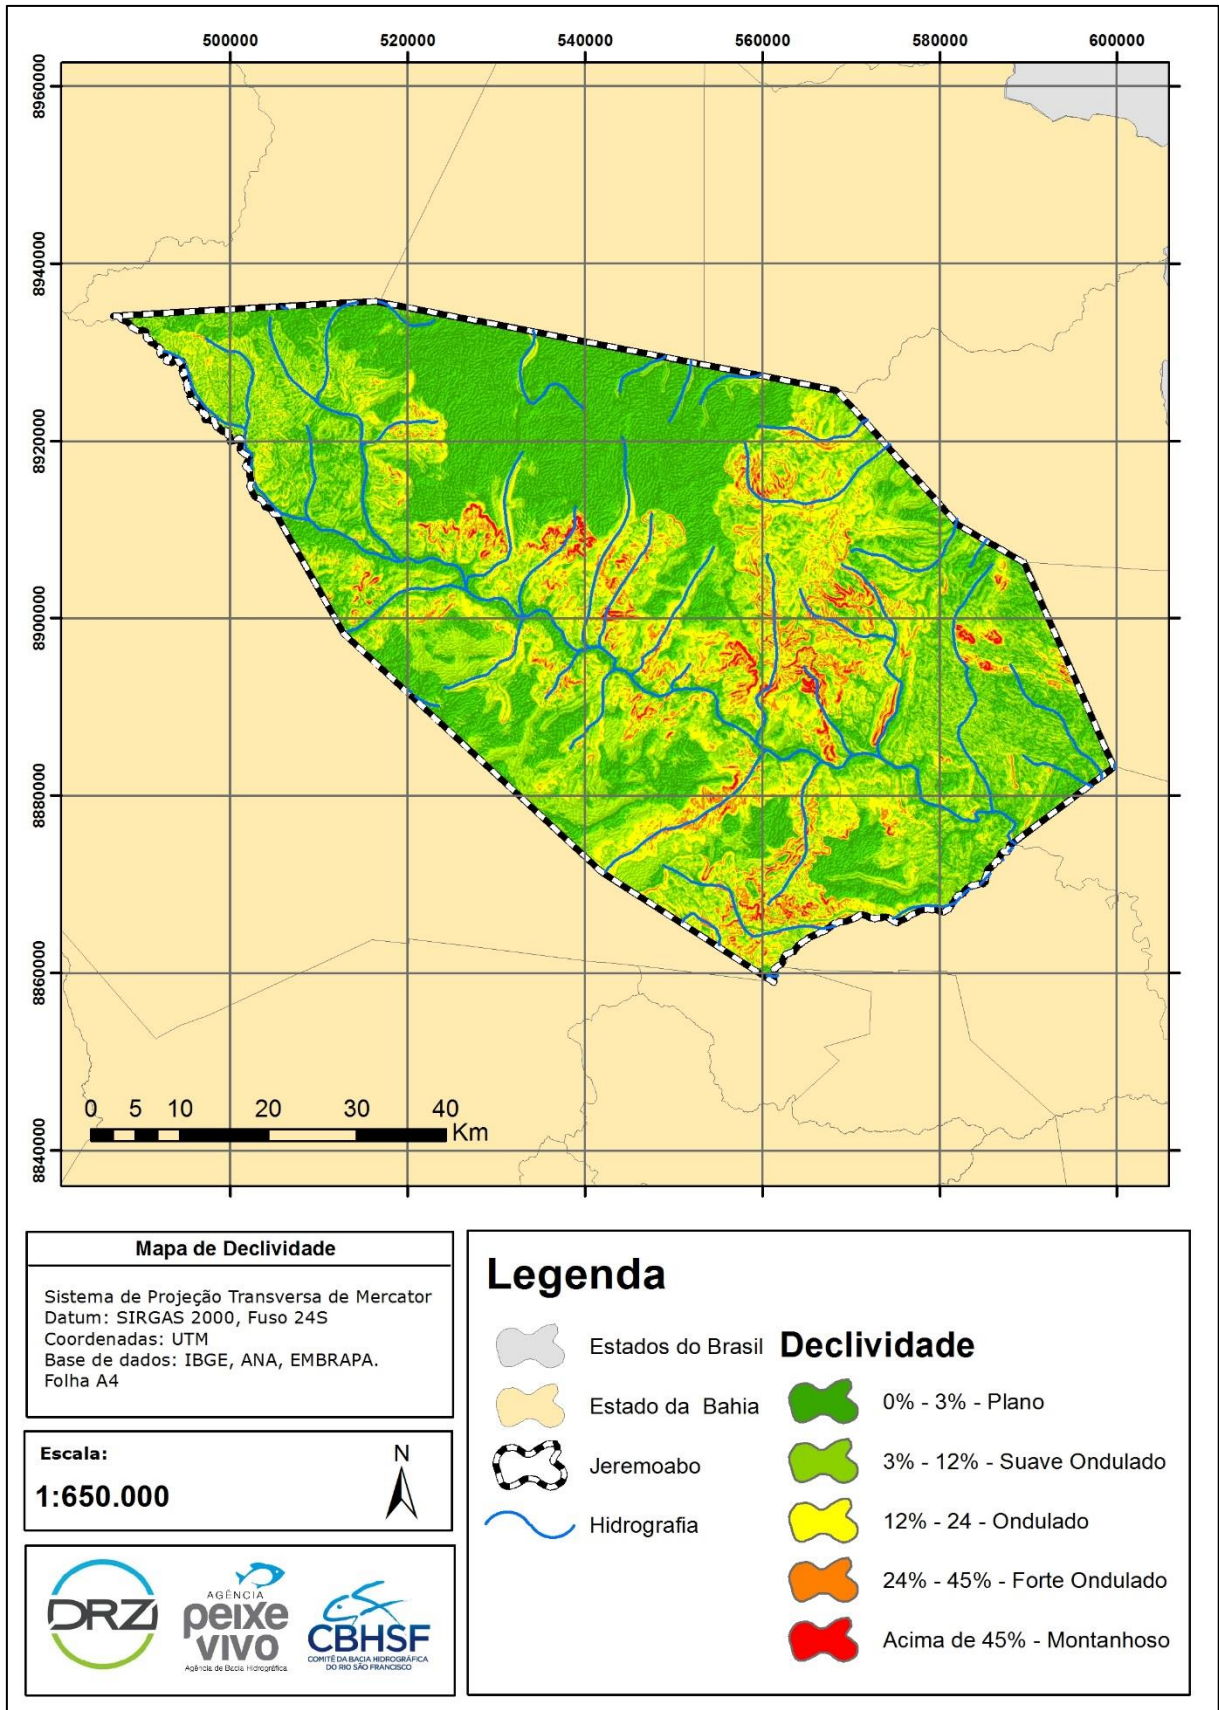 500000 520000 540000 560000 580000 600000
8960000
8940000
8920000
8900000
8880000
8860000
8840000
0 5 10 20 30 40
Km
Mapa de Declividade
Sistema de Projeção Transversa de Mercator
Datum: SIRGAS 2000, Fuso 24S
Coordenadas: UTM
Base de dados: IBGE, ANA, EMBRAPA.
Folha A4
Escala:
1:650.000
N
DRZ
AGÊNCIA
peixe
VIVO
Agência de Bacia Hidrográfica
CBHSF
COMITÊ DA BACIA HIDROGRÁFICA
DO RIO SÃO FRANCISCO
Legenda
Estados do Brasil
Estado da Bahia
Jeremoabo
Hidrografia
Declividade
0% - 3% - Plano
3% - 12% - Suave Ondulado
12% - 24 - Ondulado
24% - 45% - Forte Ondulado
Acima de 45% - Montanhoso